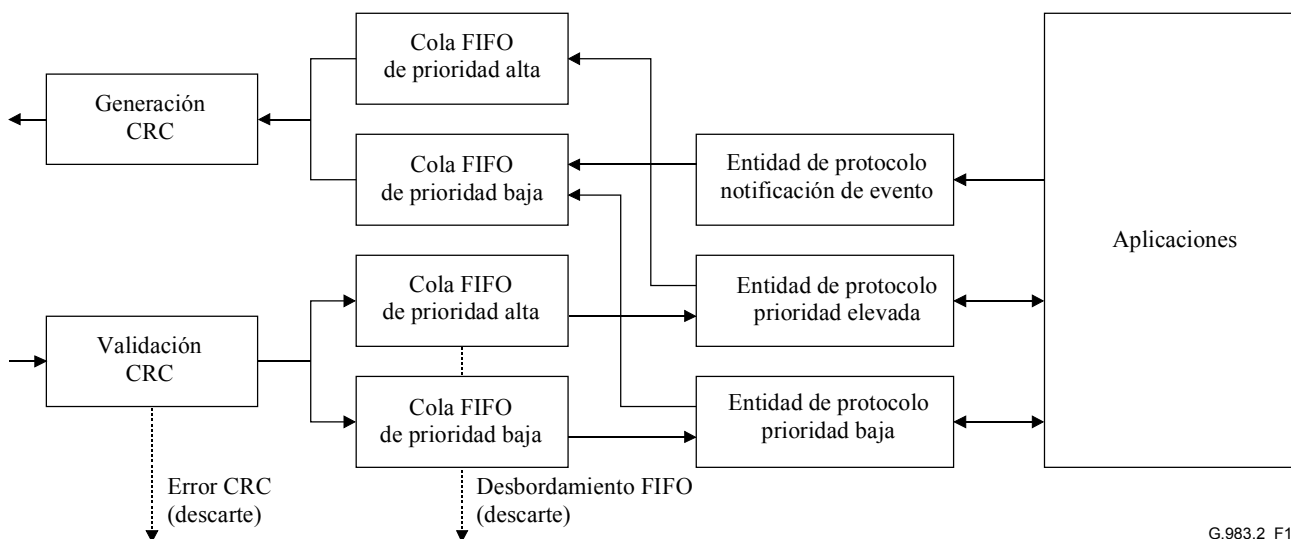 Cola FIFO
de prioridad alta
Generación
CRC
Cola FIFO
de prioridad baja
Entidad de protocolo
notificación de evento
Aplicaciones
Cola FIFO
de prioridad alta
Entidad de protocolo
prioridad elevada
Validación
CRC
Cola FIFO
de prioridad baja
Entidad de protocolo
prioridad baja
Error CRC
(descarte)
Desbordamiento FIFO
(descarte)
G.983.2_F1